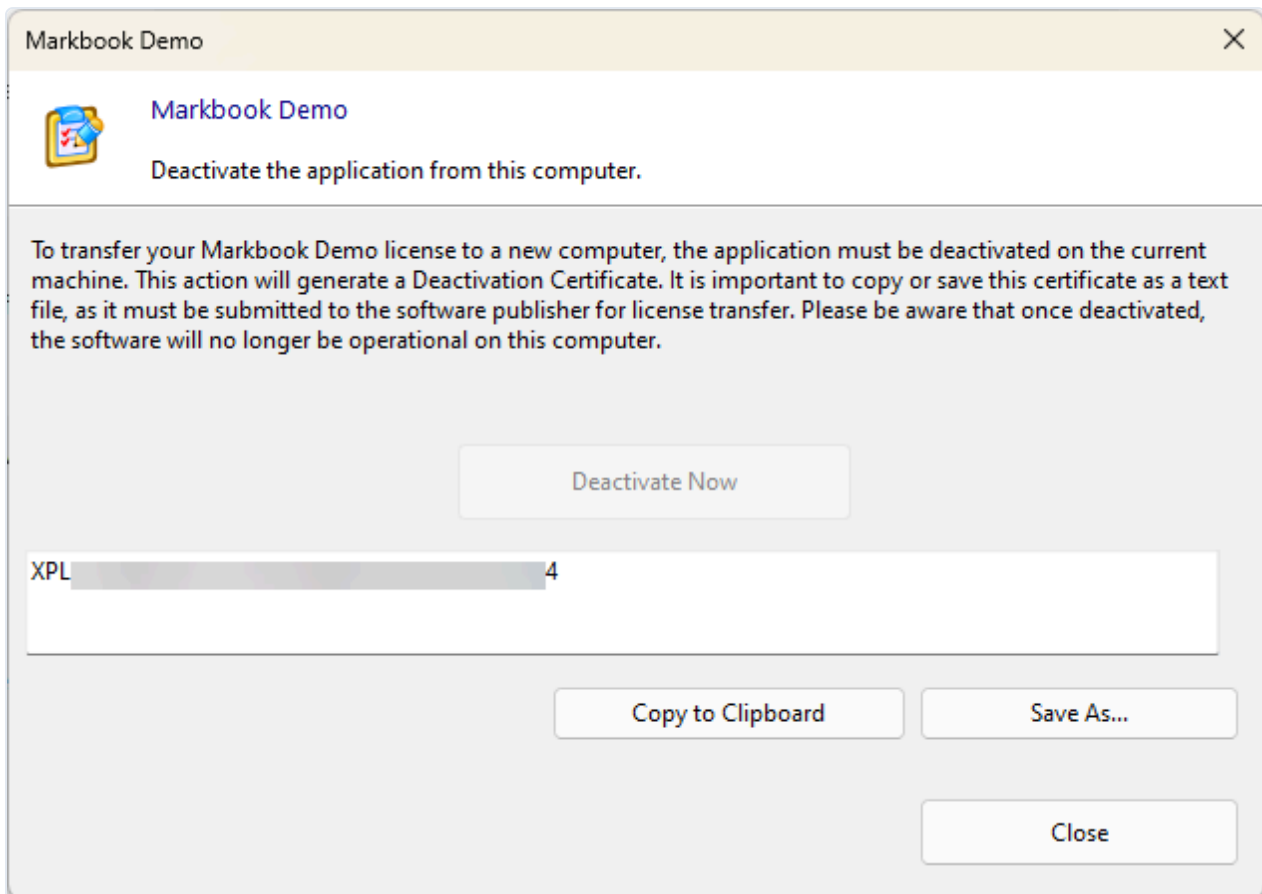 Markbook Demo
Markbook Demo
Deactivate the application from this computer.
To transfer your Markbook Demo license to a new computer, the application must be deactivated on the current
machine. This action will generate a Deactivation Certificate. It is important to copy or save this certificate as a text
file, as it must be submitted to the software publisher for license transfer. Please be aware that once deactivated,
the software will no longer be operational on this computer.
Deactivate Now
XPL 4
Copy to Clipboard
Save As...
Close